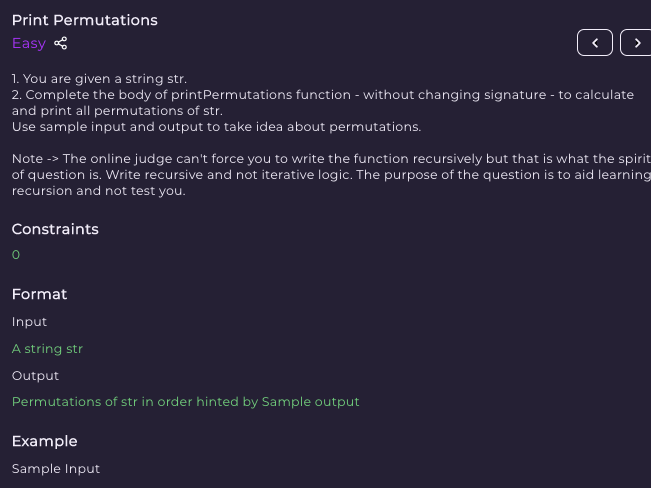 Print Permutations
Easy
1. You are given a string str.
2. Complete the body of printPermutations function - without changing signature - to calculate
and print all permutations of str.
Use sample input and output to take idea about permutations.
Note -> The online judge can't force you to write the function recursively but that is what the spirit
of question is. Write recursive and not iterative logic. The purpose of the question is to aid learning
recursion and not test you.
Constraints
0
Format
Input
A string str
Output
Permutations of str in order hinted by Sample output
Example
Sample Input